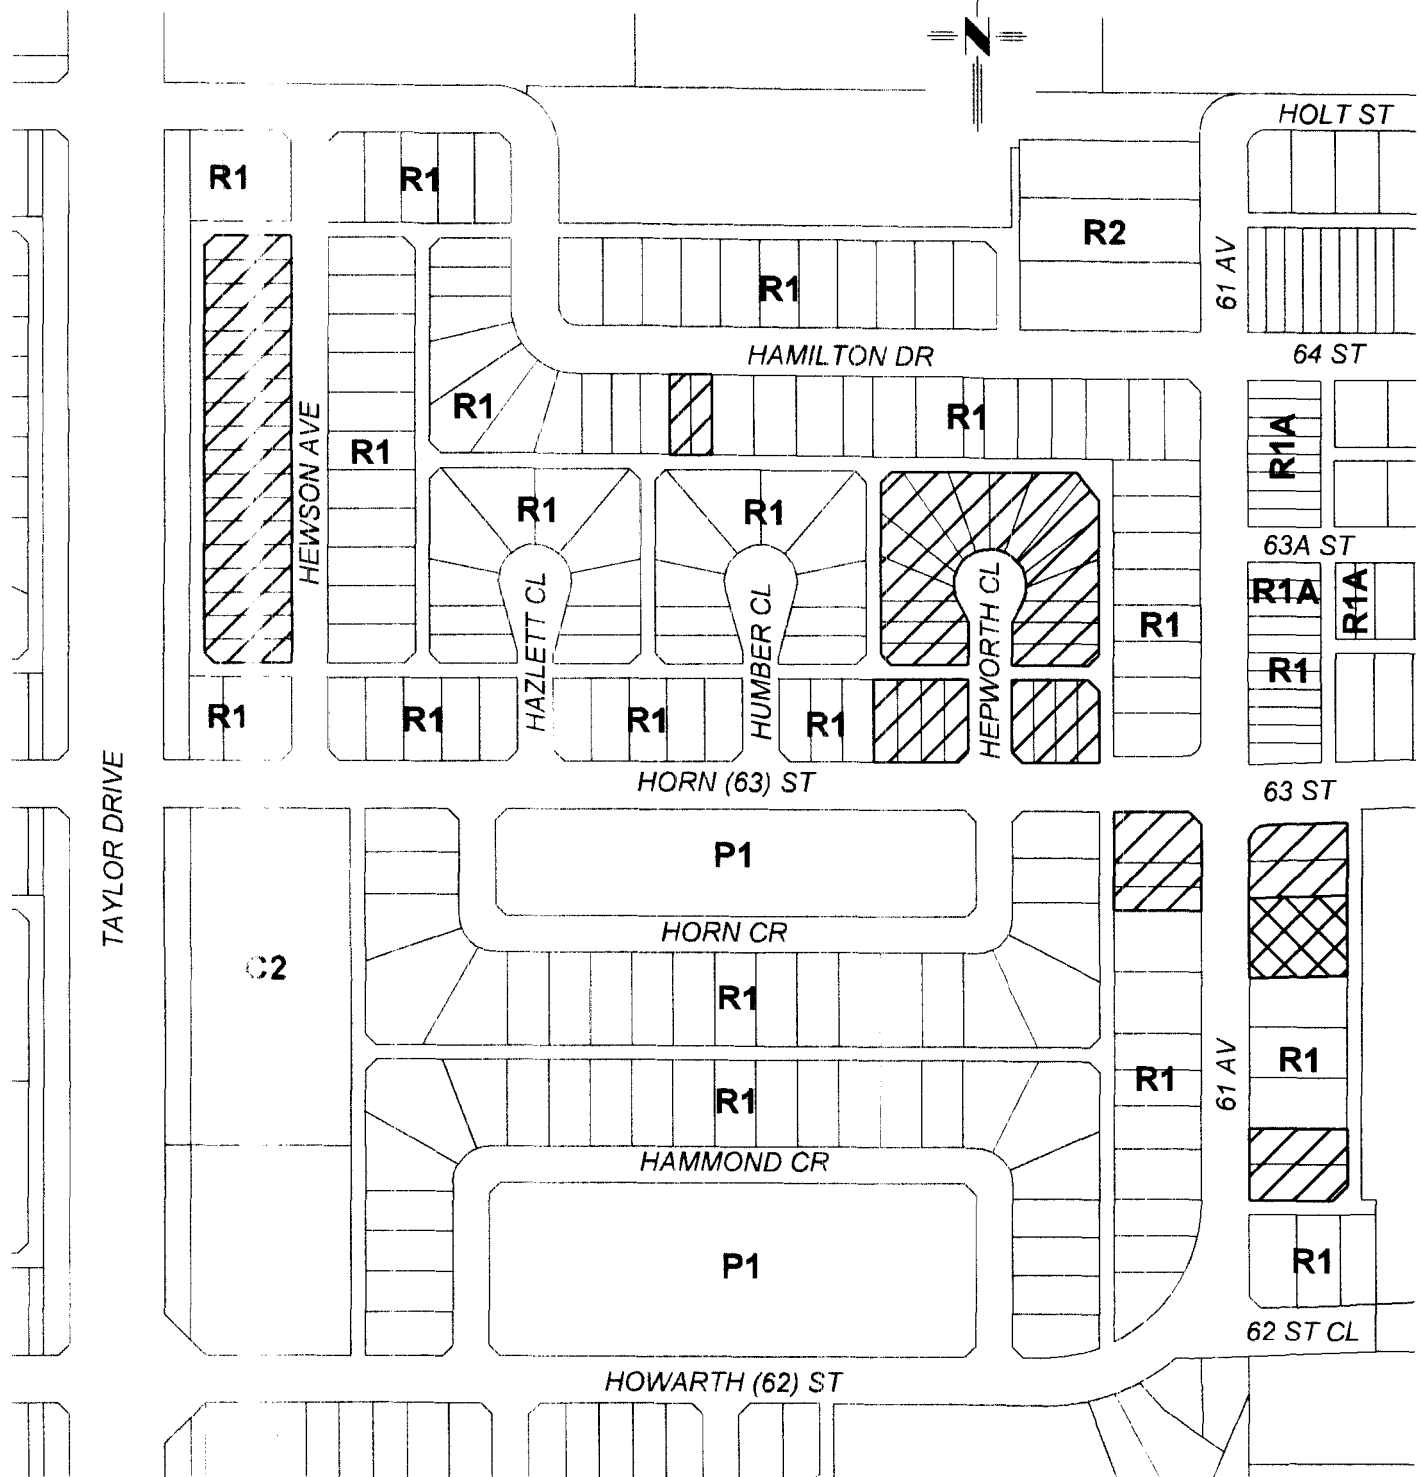 N
HOLT ST
R1
R1
R2
61 AV
R1
HAMILTON DR
64 ST
R1
R1
R1A
HEWSON AVE
R1
R1
R1
63A ST
HAZLETT CL
HUMBER CL
HEPWORTH CL
R1
R1A
R1A
R1
R1
R1
R1
R1
HORN (63) ST
63 ST
TAYLOR DRIVE
P1
HORN CR
C2
R1
61 AV
R1
R1
R1
HAMMOND CR
P1
R1
62 ST CL
HOWARTH (62) ST